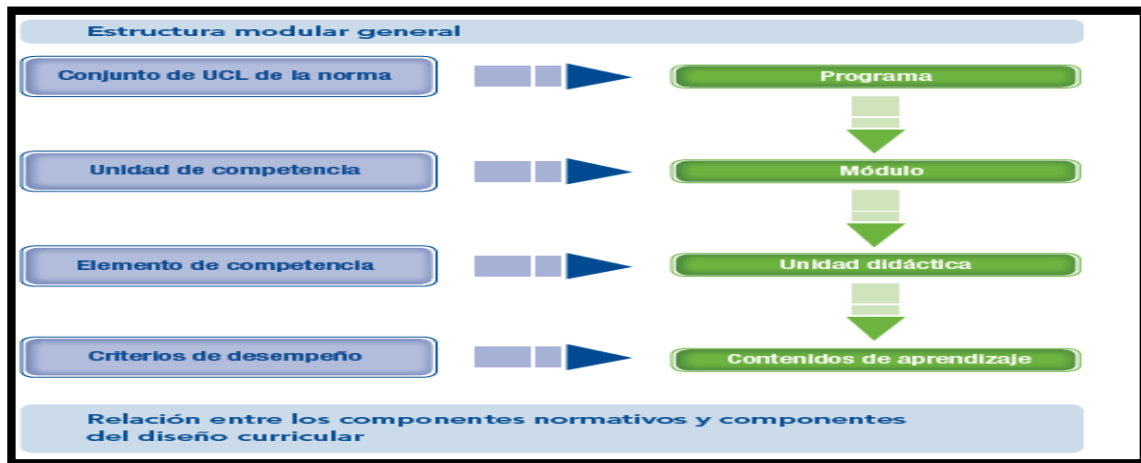 Estructura modular general
Conjunto de UCL de la norma
Programa
Unidad de competencia
Módulo
Elemento de competencia
Unidad didáctica
Criterios de desempeño
Contenidos de aprendizaje
Relación entre los componentes normativos y componentes
del diseño curricular